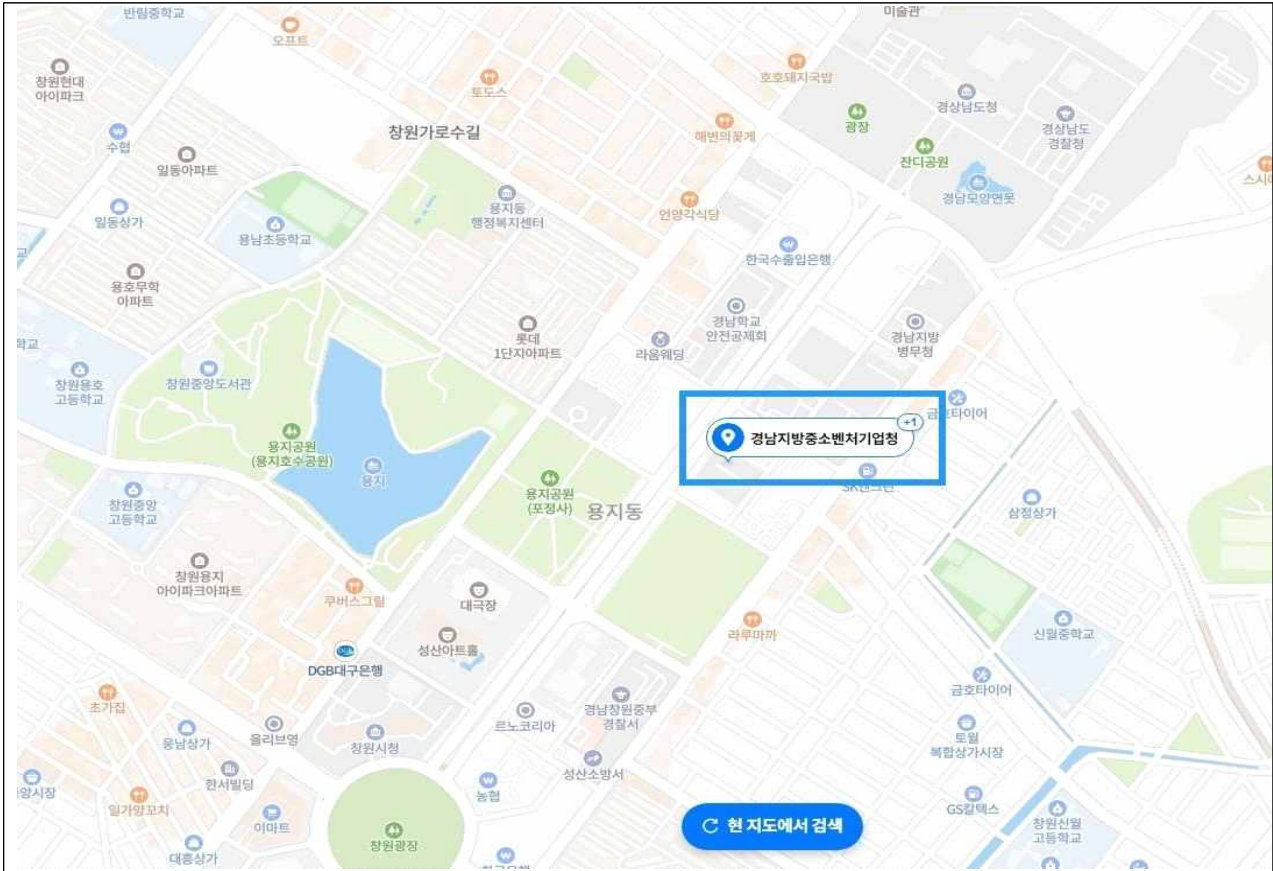 반림중학교
오프트
미술관
창원현대
아이파크
토도스
호호돼지국밥
경상남도청
광장
경상남도
경찰청
수협
창원가로수길
해변의꽃게
잔디공원
일동아파트
경남모양연못
일동상가
용지동
행정복지센터
언양각식당
용남초등학교
한국수출입은행
용호무학
아파트
경남학교
안전공제회
경남지방
병무청
롯데
1단지아파트
라움웨딩
학교
창원용호
고등학교
창원중앙도서관
금호타이어
+1
경남지방중소벤처기업청
용지공원
(용지호수공원)
용지
용지공원
(포정사)
용지동
창원중앙
고등학교
삼정상가
창원용지
아이파크아파트
쿠버스그릴
대극장
라루마까
신월중학교
성산아트홀
DGB대구은행
금호타이어
초가집
르노코리아
경남창원중부
경찰서
웅남상가
올리브영
창원시청
토월
복합상가시장
한서빌딩
성산소방서
농협
일가양꼬치
이마트
현 지도에서 검색
GS칼텍스
창원신월
고등학교
창원광장
대흥상가